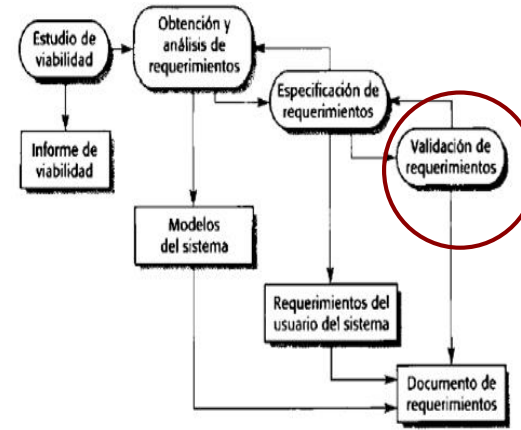 Estudio de
viabilidad
Obtención y
análisis de
requerimientos
Especificación de
requerimientos
Validación de
requerimientos
Informe de
viabilidad
Modelos
del sistema
Requerimientos del
usuario del sistema
Documento de
requerimientos